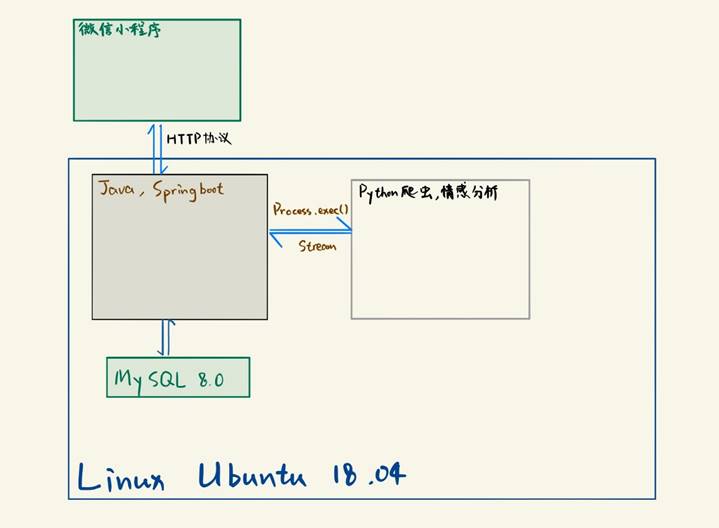 微信小程序
HTTP协议
Java, Springboot
Process.exec()
Stream
Python爬虫,情感分析
MySQL 8.0
Linux Ubuntu 18.04